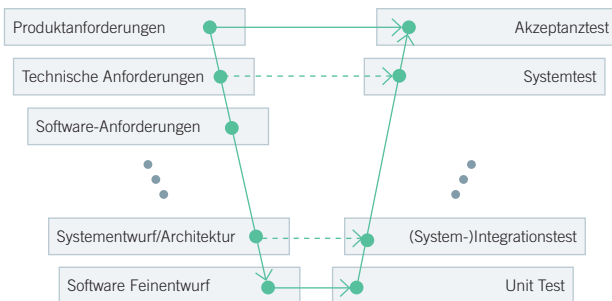 Produktanforderungen
Akzeptanztest
Technische Anforderungen
Systemtest
Software-Anforderungen
Systementwurf/Architektur
(System-)Integrationstest
Software Feinentwurf
Unit Test